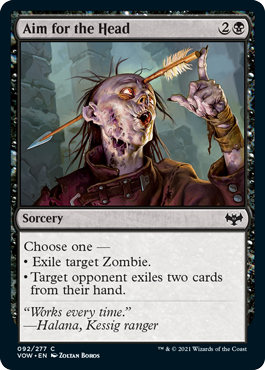 Aim for the Head 2
Sorcery
Choose one —
• Exile target Zombie.
• Target opponent exiles two cards
from their hand.
"Works every time."
—Halana, Kessig ranger
092/277 C
VOW • EN Zoltan Boros ™ & © 2021 Wizards of the Coast